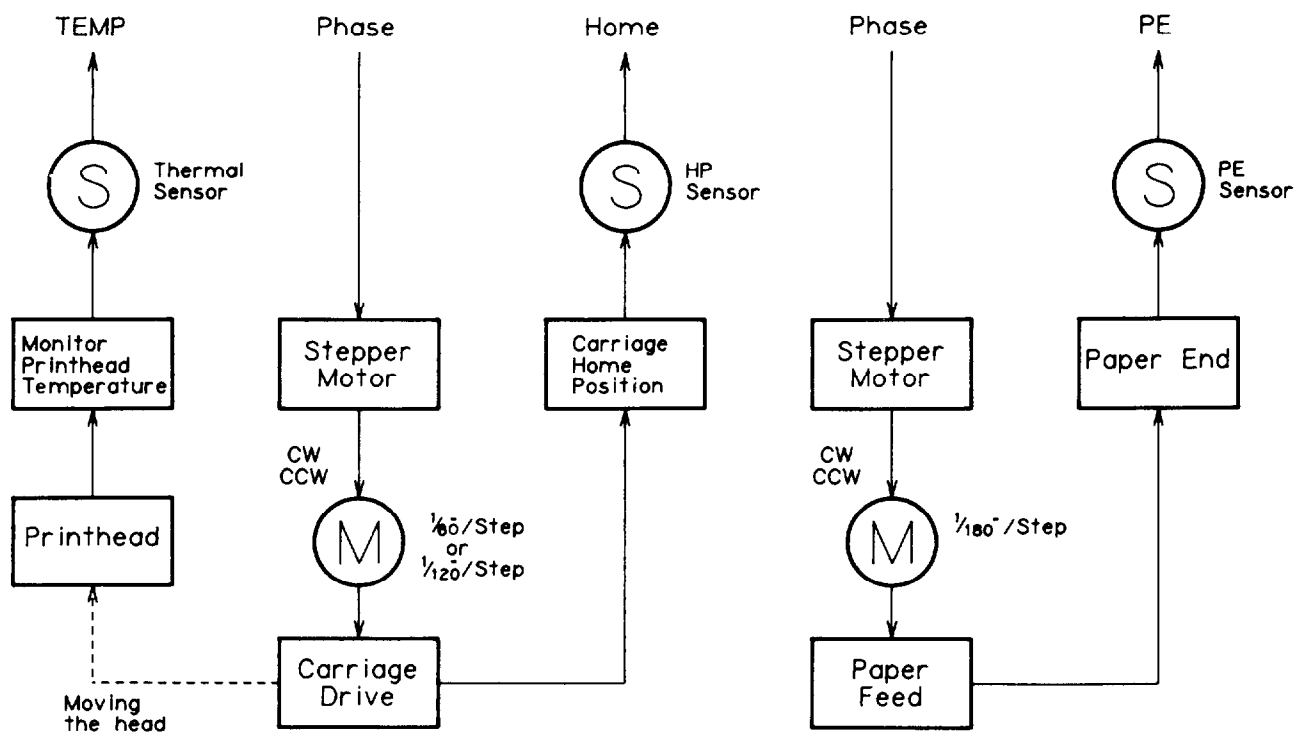 TEMP
Phase
Home
Phase
PE
S
Thermal
Sensor
S
HP
Sensor
S
PE
Sensor
Monitor
Printhead
Temperature
Stepper
Motor
Carriage
Home
Position
Stepper
Motor
Paper End
CW
CCW
CW
CCW
Printhead
M
1/60"/Step
or
1/120"/Step
M
1/180"/Step
Carriage
Drive
Paper
Feed
Moving
the head